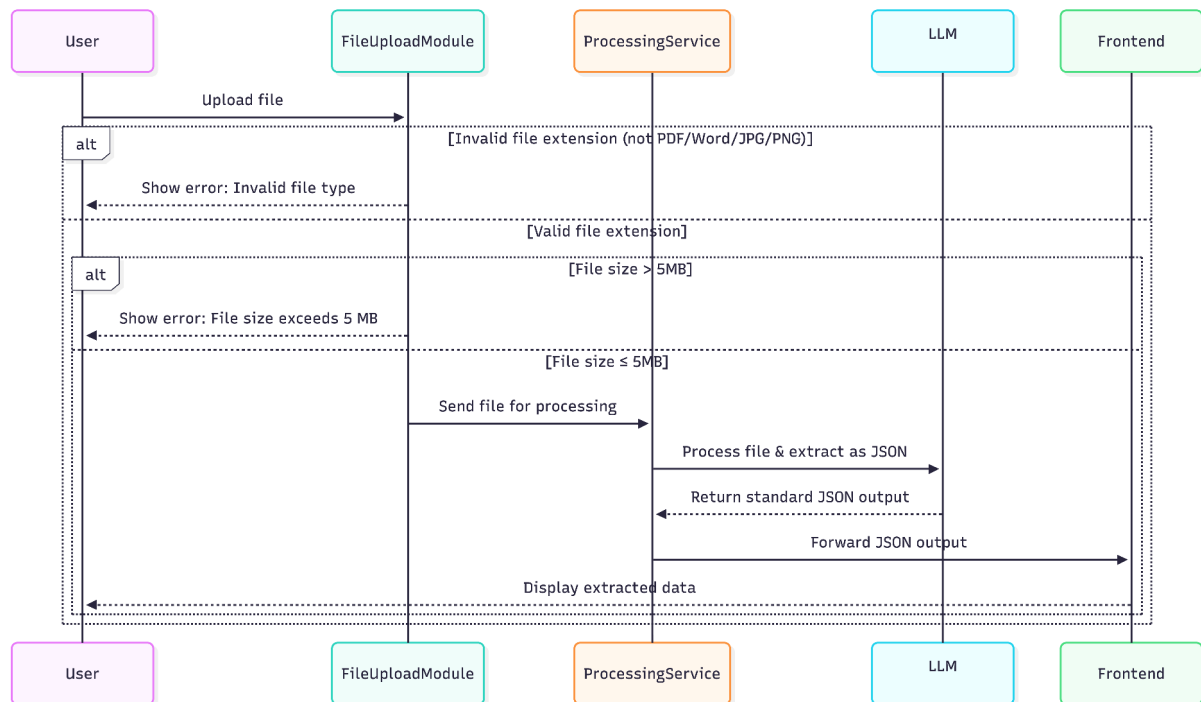 User
FileUploadModule
ProcessingService
LLM
Frontend
Upload file
alt
[Invalid file extension (not PDF/Word/JPG/PNG)]
Show error: Invalid file type
[Valid file extension]
alt
[File size > 5MB]
Show error: File size exceeds 5 MB
[File size ≤ 5MB]
Send file for processing
Process file & extract as JSON
Return standard JSON output
Forward JSON output
Display extracted data
User
FileUploadModule
ProcessingService
LLM
Frontend